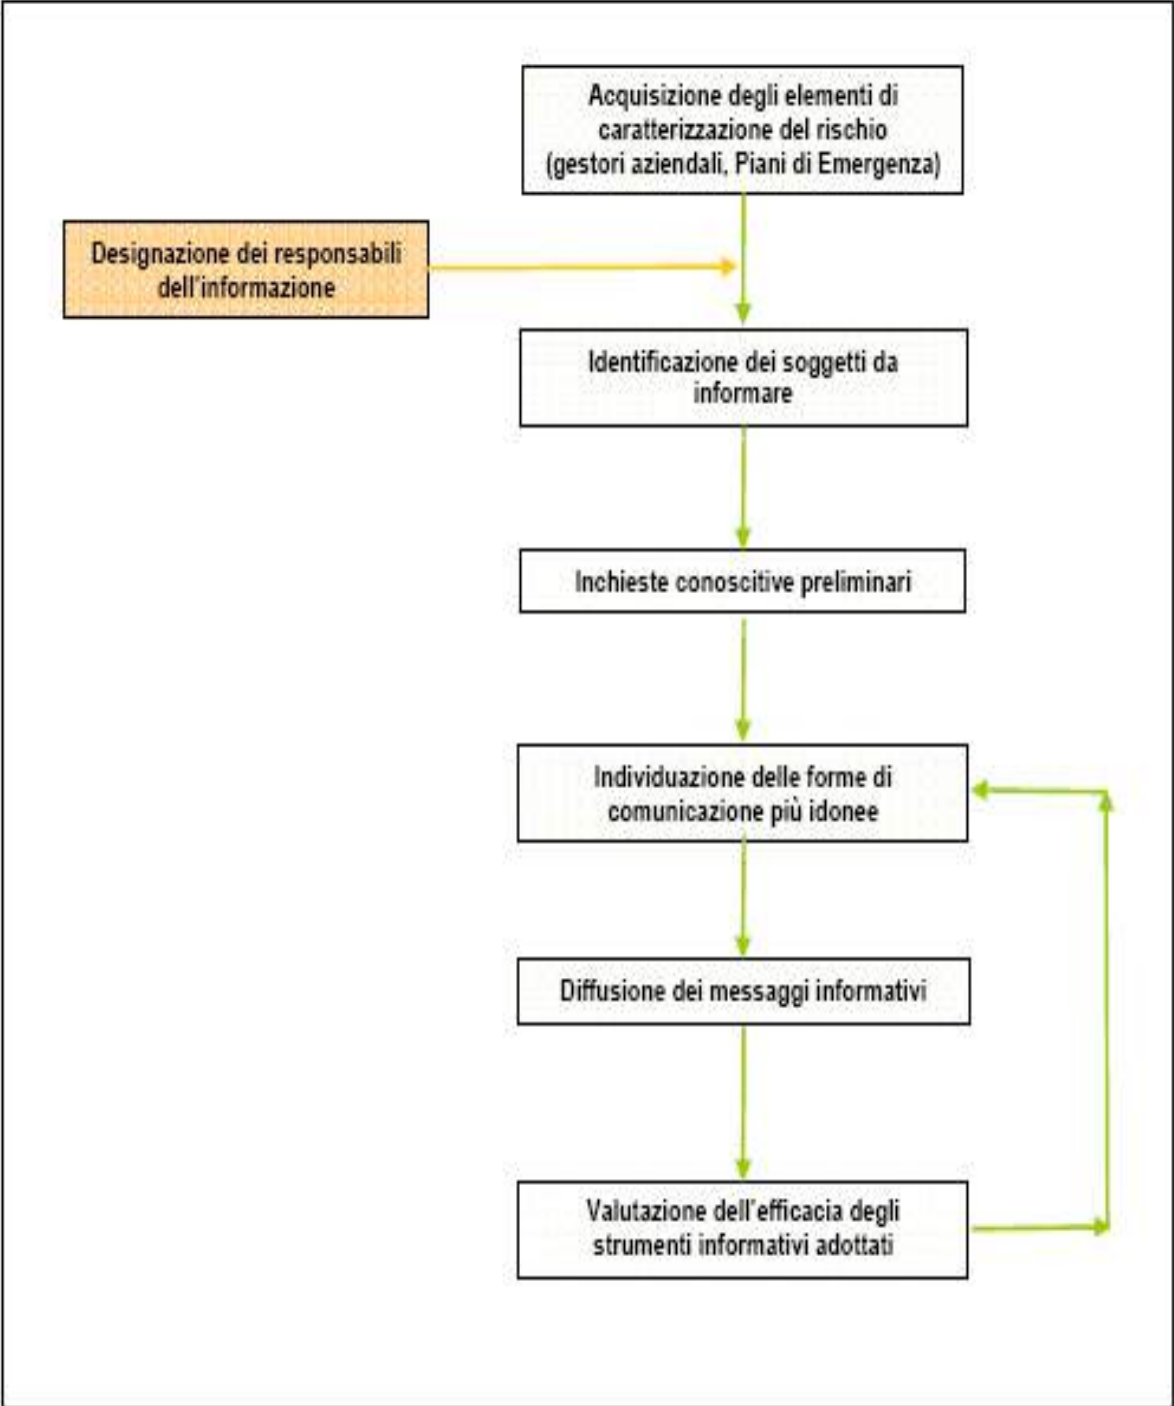 Acquisizione degli elementi di
caratterizzazione del rischio
(gestori aziendali, Piani di Emergenza)
Designazione dei responsabili
dell'informazione
Identificazione dei soggetti da
informare
Inchieste conoscitive preliminari
Individuazione delle forme di
comunicazione più idonee
Diffusione dei messaggi informativi
Valutazione dell'efficacia degli
strumenti informativi adottati